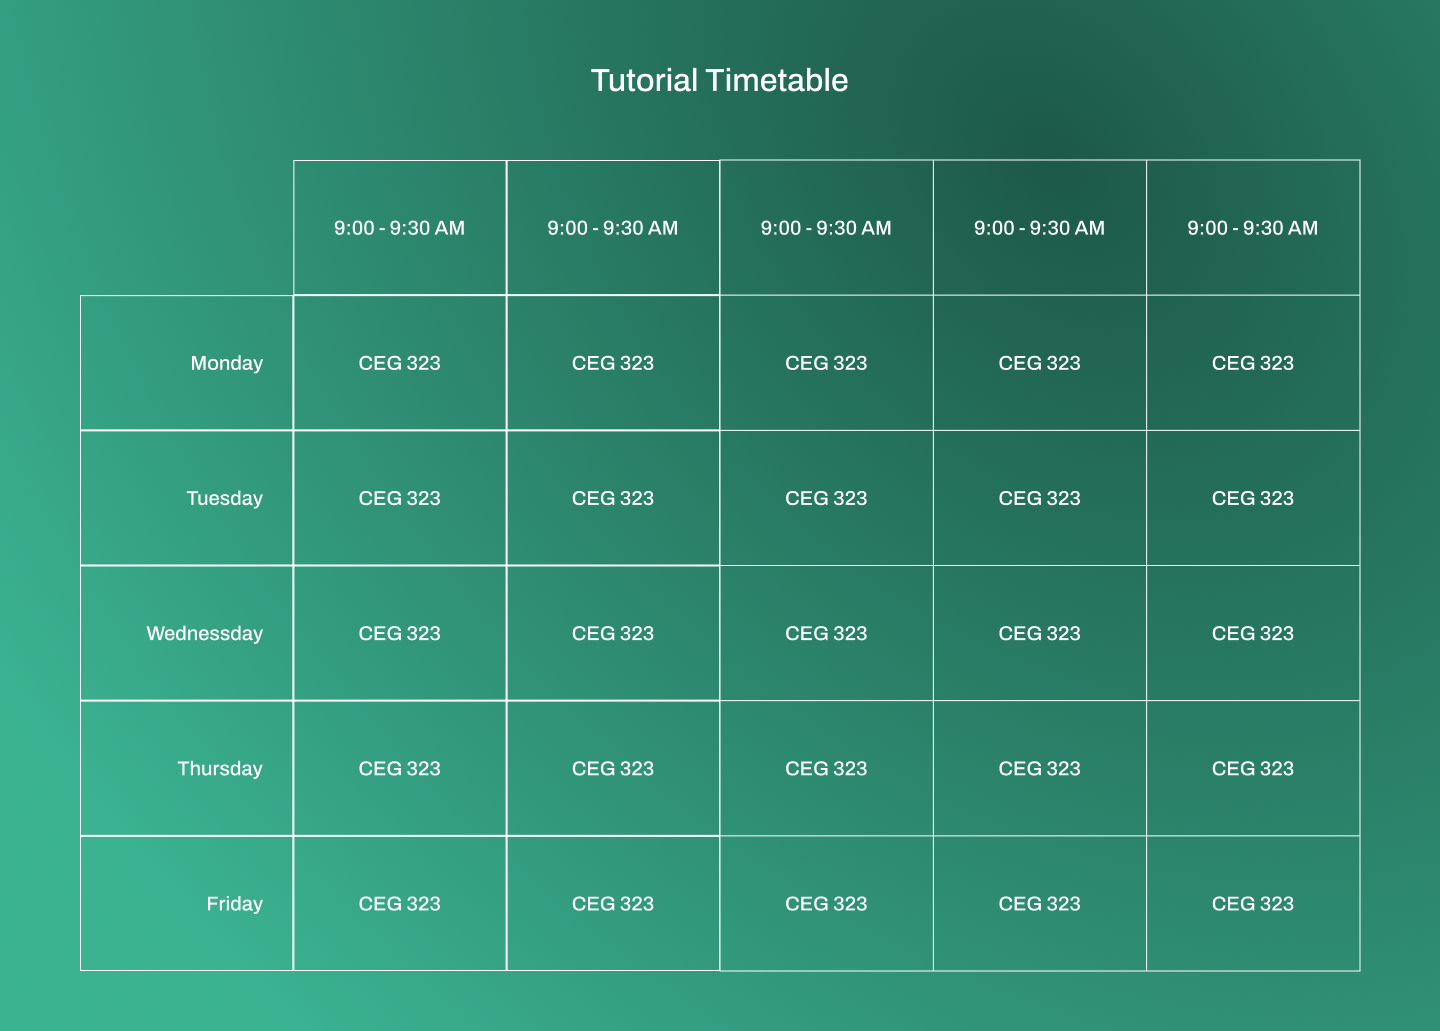 Tutorial Timetable
9:00 - 9:30 AM 9:00 - 9:30 AM 9:00 - 9:30 AM 9:00 - 9:30 AM 9:00 - 9:30 AM
Monday CEG 323 CEG 323 CEG 323 CEG 323 CEG 323
Tuesday CEG 323 CEG 323 CEG 323 CEG 323 CEG 323
Wednessday CEG 323 CEG 323 CEG 323 CEG 323 CEG 323
Thursday CEG 323 CEG 323 CEG 323 CEG 323 CEG 323
Friday CEG 323 CEG 323 CEG 323 CEG 323 CEG 323